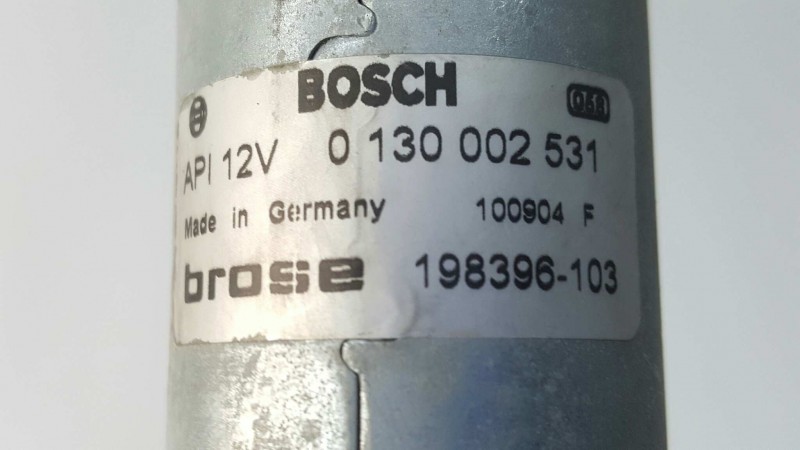 BOSCH
API 12V 0 130 002 531
Made in Germany 100904 F
brose 198396-103